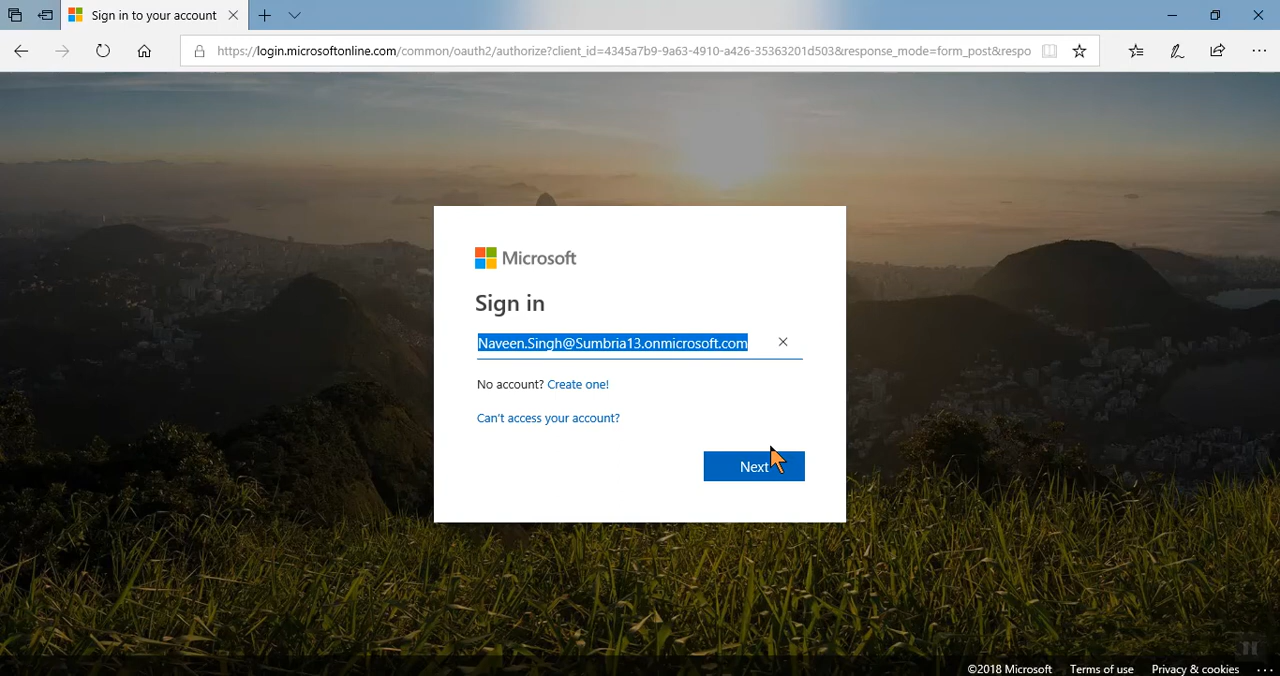 Sign in to your account
https://login.microsoftonline.com/common/oauth2/authorize?client_id=4345a7b9-9a63-4910-a426-35363201d503&response_mode=form_post&respo
Microsoft
Sign in
Naveen.Singh@Sumbria13.onmicrosoft.com
No account? Create one!
Can't access your account?
Next
©2018 Microsoft Terms of use Privacy & cookies ...